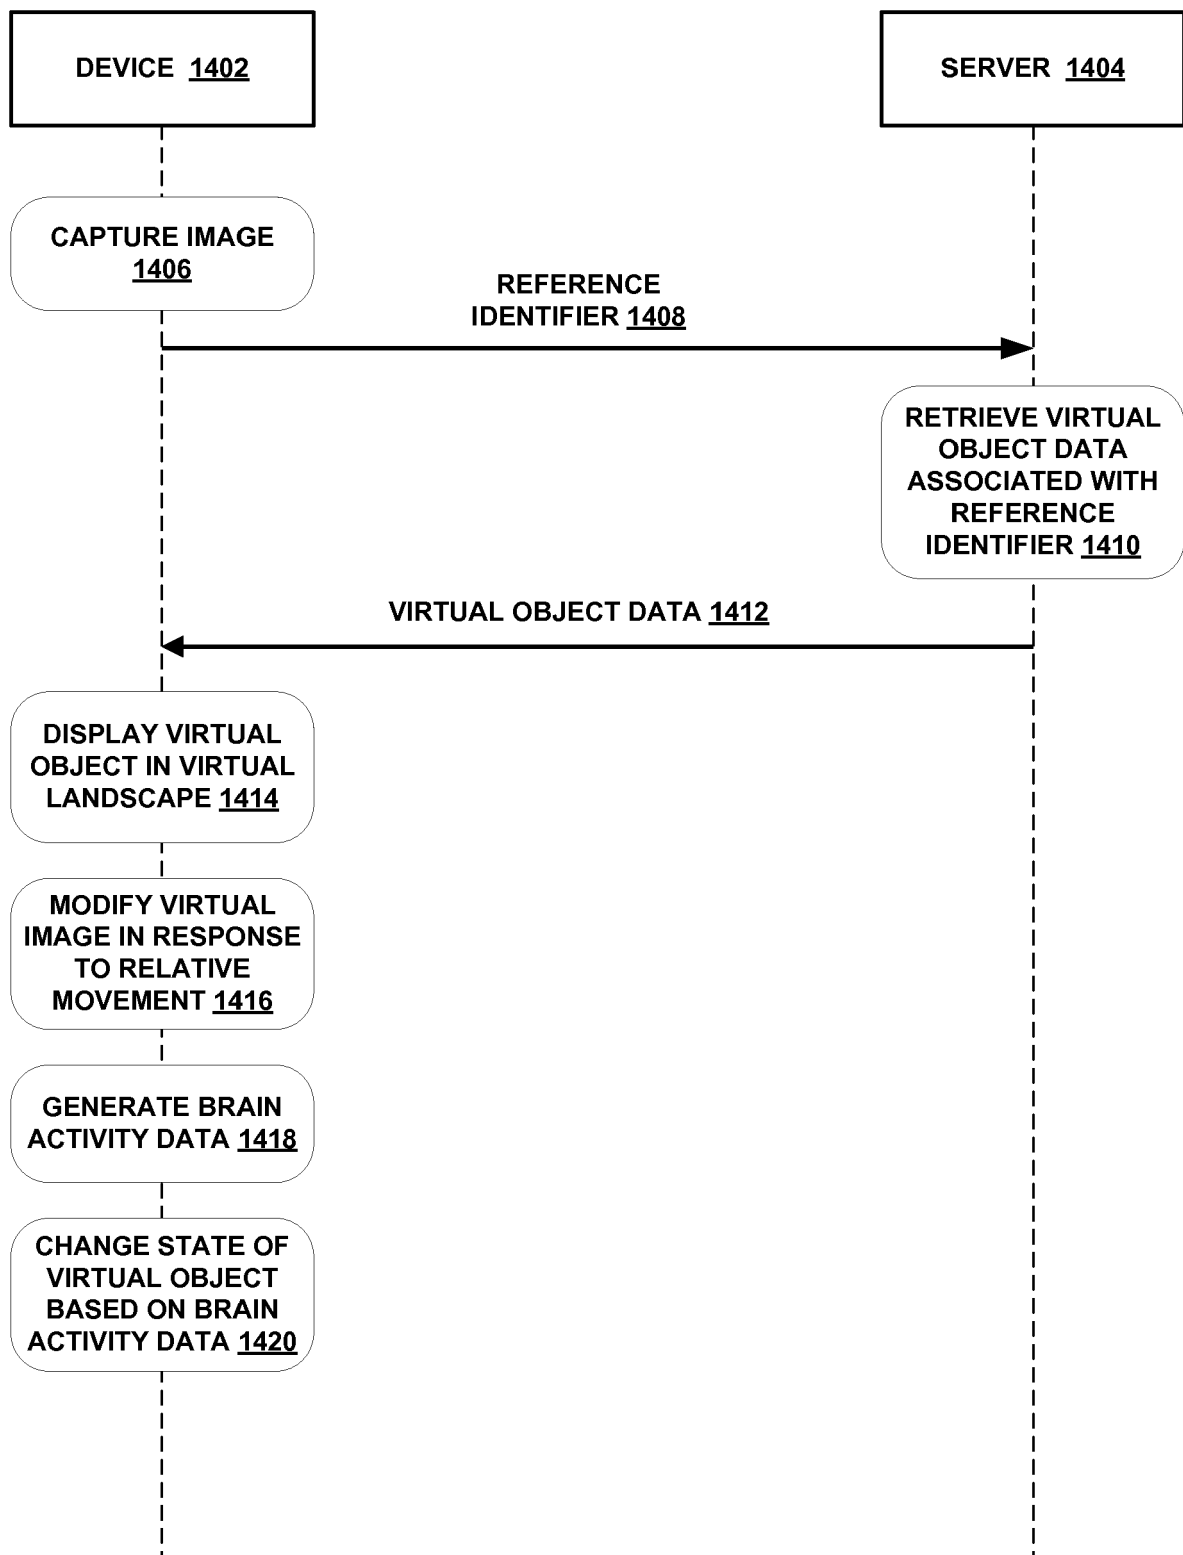 DEVICE 1402
SERVER 1404
CAPTURE IMAGE
1406
REFERENCE
IDENTIFIER 1408
RETRIEVE VIRTUAL
OBJECT DATA
ASSOCIATED WITH
REFERENCE
IDENTIFIER 1410
VIRTUAL OBJECT DATA 1412
DISPLAY VIRTUAL
OBJECT IN VIRTUAL
LANDSCAPE 1414
MODIFY VIRTUAL
IMAGE IN RESPONSE
TO RELATIVE
MOVEMENT 1416
GENERATE BRAIN
ACTIVITY DATA 1418
CHANGE STATE OF
VIRTUAL OBJECT
BASED ON BRAIN
ACTIVITY DATA 1420